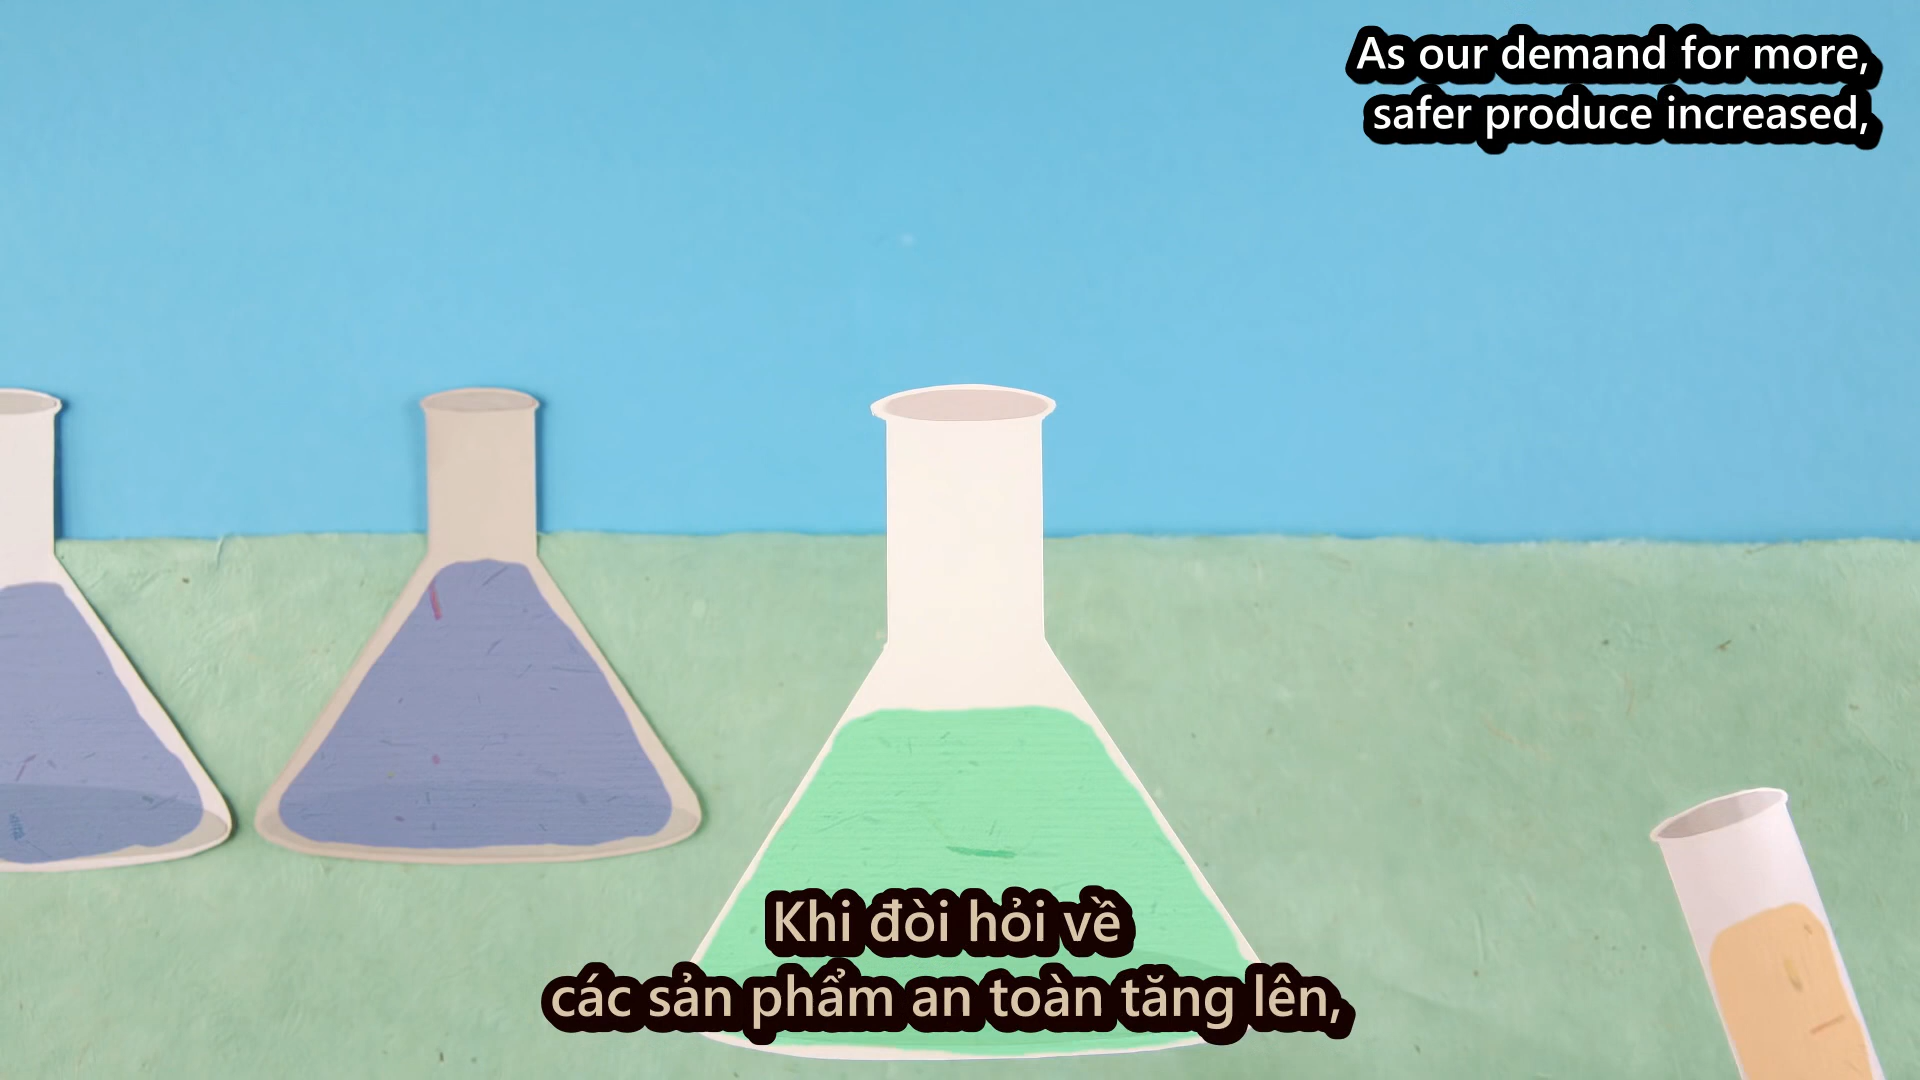 As our demand for more,
safer produce increased,
Khi đòi hỏi về
các sản phẩm an toàn tăng lên,